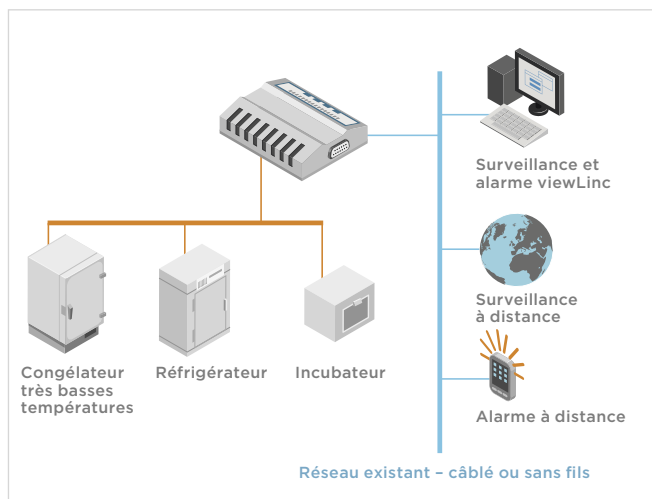 Surveillance et
alarme viewLinc
Surveillance
à distance
Congélateur
très basses
températures
Réfrigérateur
Incubateur
Alarme à distance
Réseau existant – câblé ou sans fils